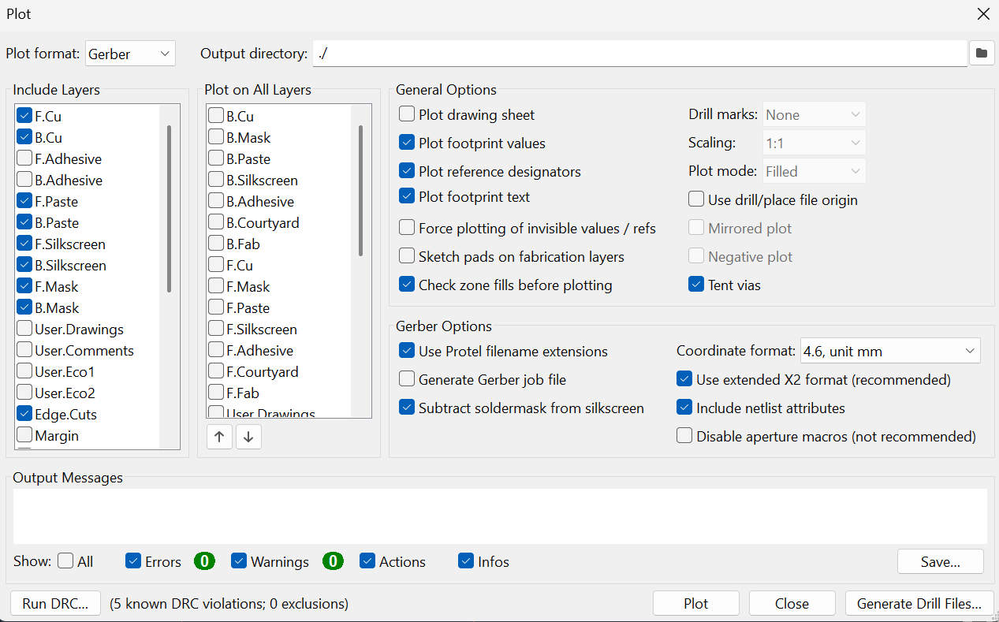 Plot
Plot format: Gerber
Output directory: ./
Include Layers
F.Cu
B.Cu
F.Adhesive
B.Adhesive
F.Paste
B.Paste
F.Silkscreen
B.Silkscreen
F.Mask
B.Mask
User.Drawings
User.Comments
User.Eco1
User.Eco2
Edge.Cuts
Margin
Plot on All Layers
B.Cu
B.Mask
B.Paste
B.Silkscreen
B.Adhesive
B.Courtyard
B.Fab
F.Cu
F.Mask
F.Paste
F.Silkscreen
F.Adhesive
F.Courtyard
F.Fab
User.Drawings
General Options
Plot drawing sheet
Plot footprint values
Plot reference designators
Plot footprint text
Force plotting of invisible values / refs
Sketch pads on fabrication layers
Check zone fills before plotting
Drill marks: None
Scaling: 1:1
Plot mode: Filled
Use drill/place file origin
Mirrored plot
Negative plot
Tent vias
Gerber Options
Use Protel filename extensions
Generate Gerber job file
Subtract soldermask from silkscreen
Coordinate format: 4.6, unit mm
Use extended X2 format (recommended)
Include netlist attributes
Disable aperture macros (not recommended)
Output Messages
Show: All Errors 0 Warnings 0 Actions Infos Save...
Run DRC... (5 known DRC violations; 0 exclusions) Plot Close Generate Drill Files...